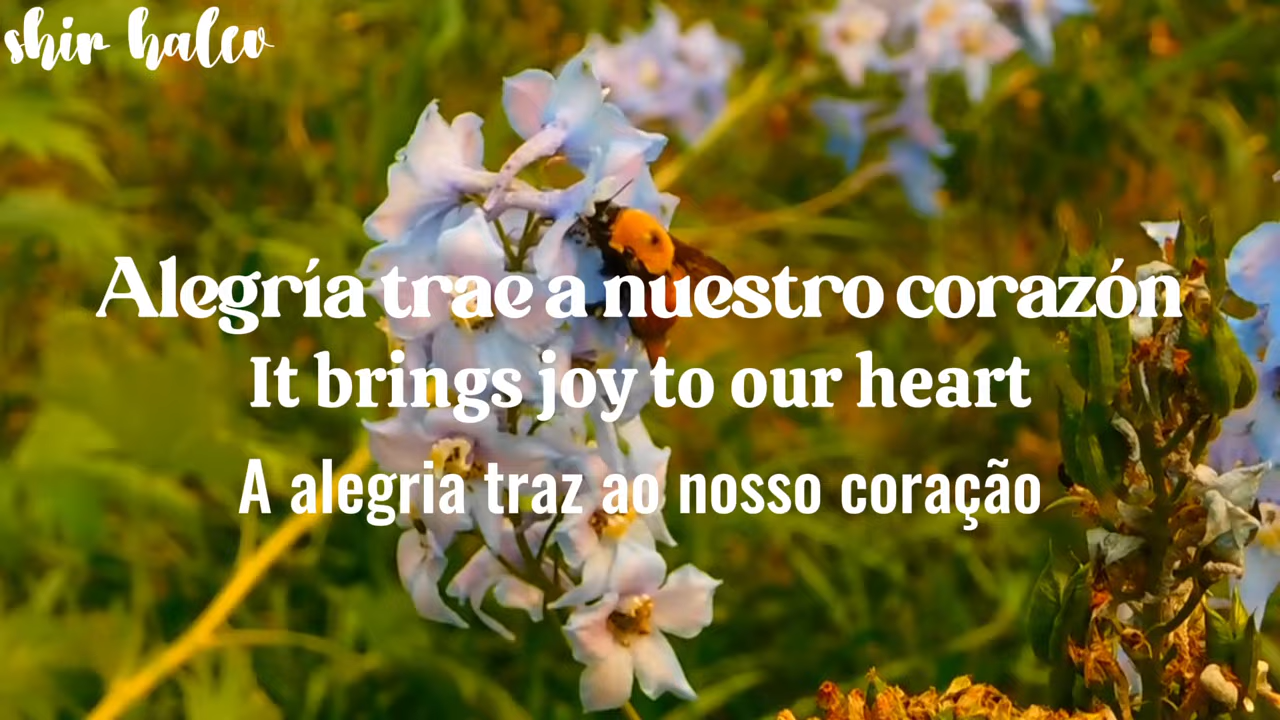 shir halev
Alegría trae a nuestro corazón
It brings joy to our heart
A alegria traz ao nosso coração